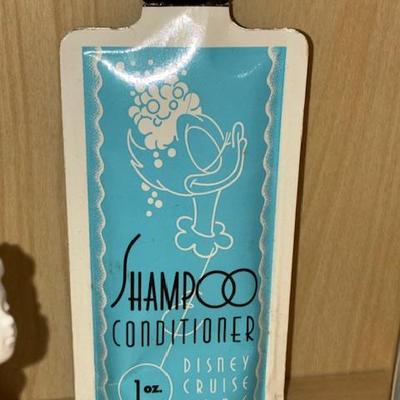 SHAMPOO
CONDITIONER
DISNEY
1 oz. CRUISE